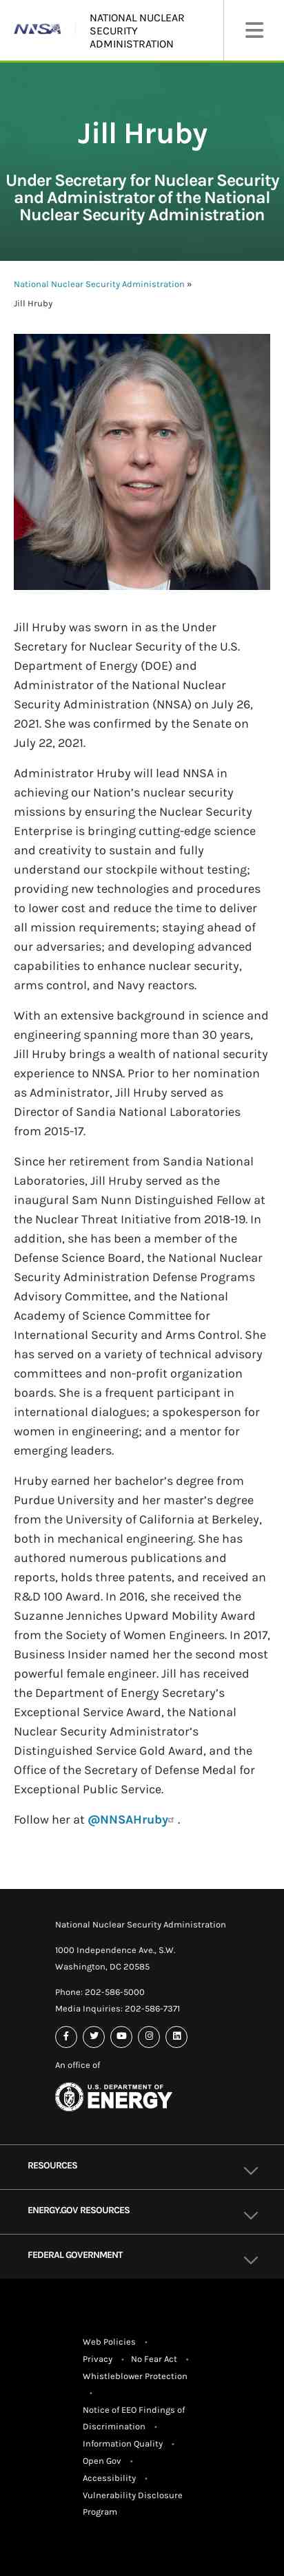 NNSA
NATIONAL NUCLEAR
SECURITY
ADMINISTRATION
Jill Hruby
Under Secretary for Nuclear Security
and Administrator of the National
Nuclear Security Administration
National Nuclear Security Administration »
Jill Hruby
Jill Hruby was sworn in as the Under
Secretary for Nuclear Security of the U.S.
Department of Energy (DOE) and
Administrator of the National Nuclear
Security Administration (NNSA) on July 26,
2021. She was confirmed by the Senate on
July 22, 2021.
Administrator Hruby will lead NNSA in
achieving our Nation’s nuclear security
missions by ensuring the Nuclear Security
Enterprise is bringing cutting-edge science
and creativity to sustain and fully
understand our stockpile without testing;
providing new technologies and procedures
to lower cost and reduce the time to deliver
all mission requirements; staying ahead of
our adversaries; and developing advanced
capabilities to enhance nuclear security,
arms control, and Navy reactors.
With an extensive background in science and
engineering spanning more than 30 years,
Jill Hruby brings a wealth of national security
experience to NNSA. Prior to her nomination
as Administrator, Jill Hruby served as
Director of Sandia National Laboratories
from 2015-17.
Since her retirement from Sandia National
Laboratories, Jill Hruby served as the
inaugural Sam Nunn Distinguished Fellow at
the Nuclear Threat Initiative from 2018-19. In
addition, she has been a member of the
Defense Science Board, the National Nuclear
Security Administration Defense Programs
Advisory Committee, and the National
Academy of Science Committee for
International Security and Arms Control. She
has served on a variety of technical advisory
committees and non-profit organization
boards. She is a frequent participant in
international dialogues; a spokesperson for
women in engineering; and a mentor for
emerging leaders.
Hruby earned her bachelor’s degree from
Purdue University and her master’s degree
from the University of California at Berkeley,
both in mechanical engineering. She has
authored numerous publications and
reports, holds three patents, and received an
R&D 100 Award. In 2016, she received the
Suzanne Jenniches Upward Mobility Award
from the Society of Women Engineers. In 2017,
Business Insider named her the second most
powerful female engineer. Jill has received
the Department of Energy Secretary’s
Exceptional Service Award, the National
Nuclear Security Administrator’s
Distinguished Service Gold Award, and the
Office of the Secretary of Defense Medal for
Exceptional Public Service.
Follow her at @NNSAHruby .
National Nuclear Security Administration
1000 Independence Ave., S.W.
Washington, DC 20585
Phone: 202-586-5000
Media Inquiries: 202-586-7371
An office of
U.S. DEPARTMENT OF
ENERGY
RESOURCES
ENERGY.GOV RESOURCES
FEDERAL GOVERNMENT
Web Policies •
Privacy • No Fear Act •
Whistleblower Protection
•
Notice of EEO Findings of
Discrimination •
Information Quality •
Open Gov •
Accessibility •
Vulnerability Disclosure
Program